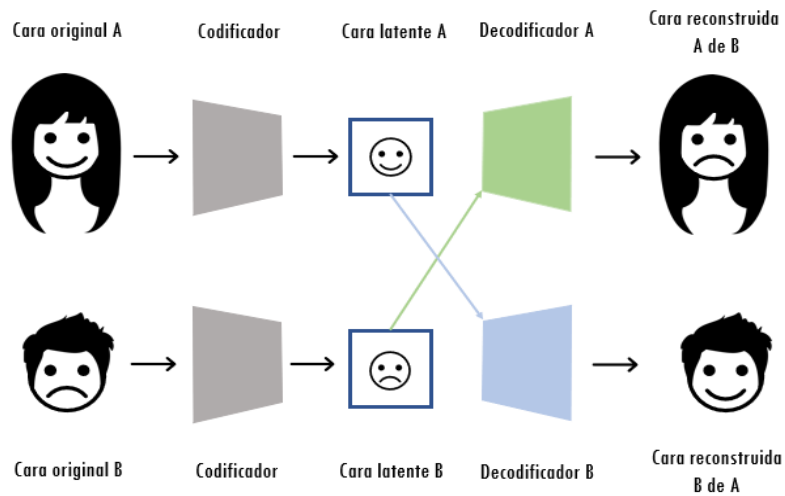 Cara original A
Codificador
Cara latente A
Decodificador A
Cara reconstruida
A de B
Cara original B
Codificador
Cara latente B
Decodificador B
Cara reconstruida
B de A